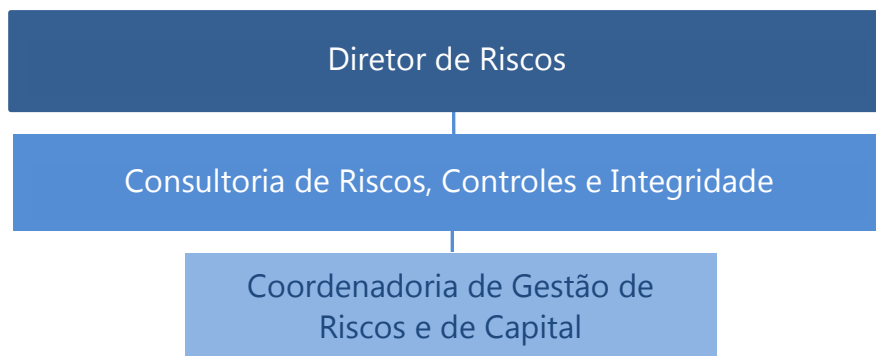 Diretor de Riscos
Consultoria de Riscos, Controles e Integridade
Coordenadoria de Gestão de
Riscos e de Capital